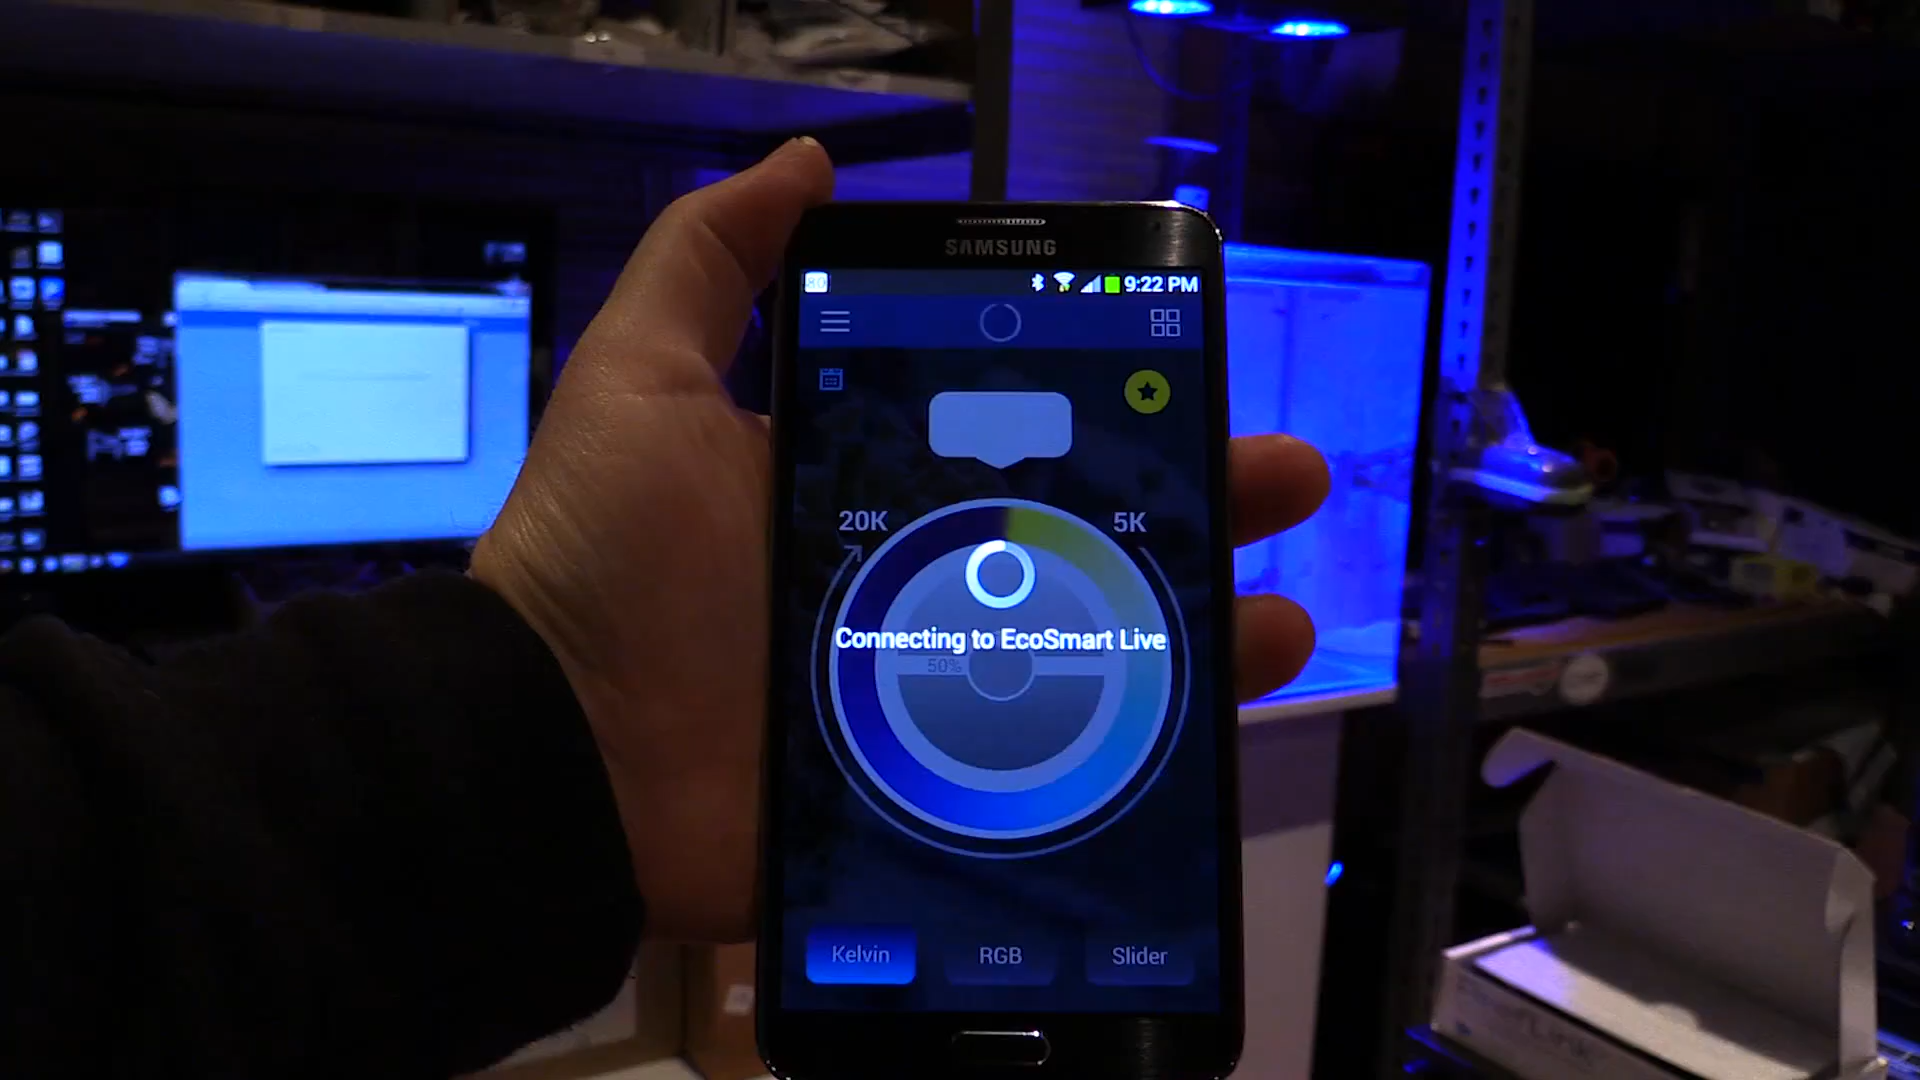 SAMSUNG
9:22 PM
20K
5K
Connecting to EcoSmart Live
50%
Kelvin
RGB
Slider